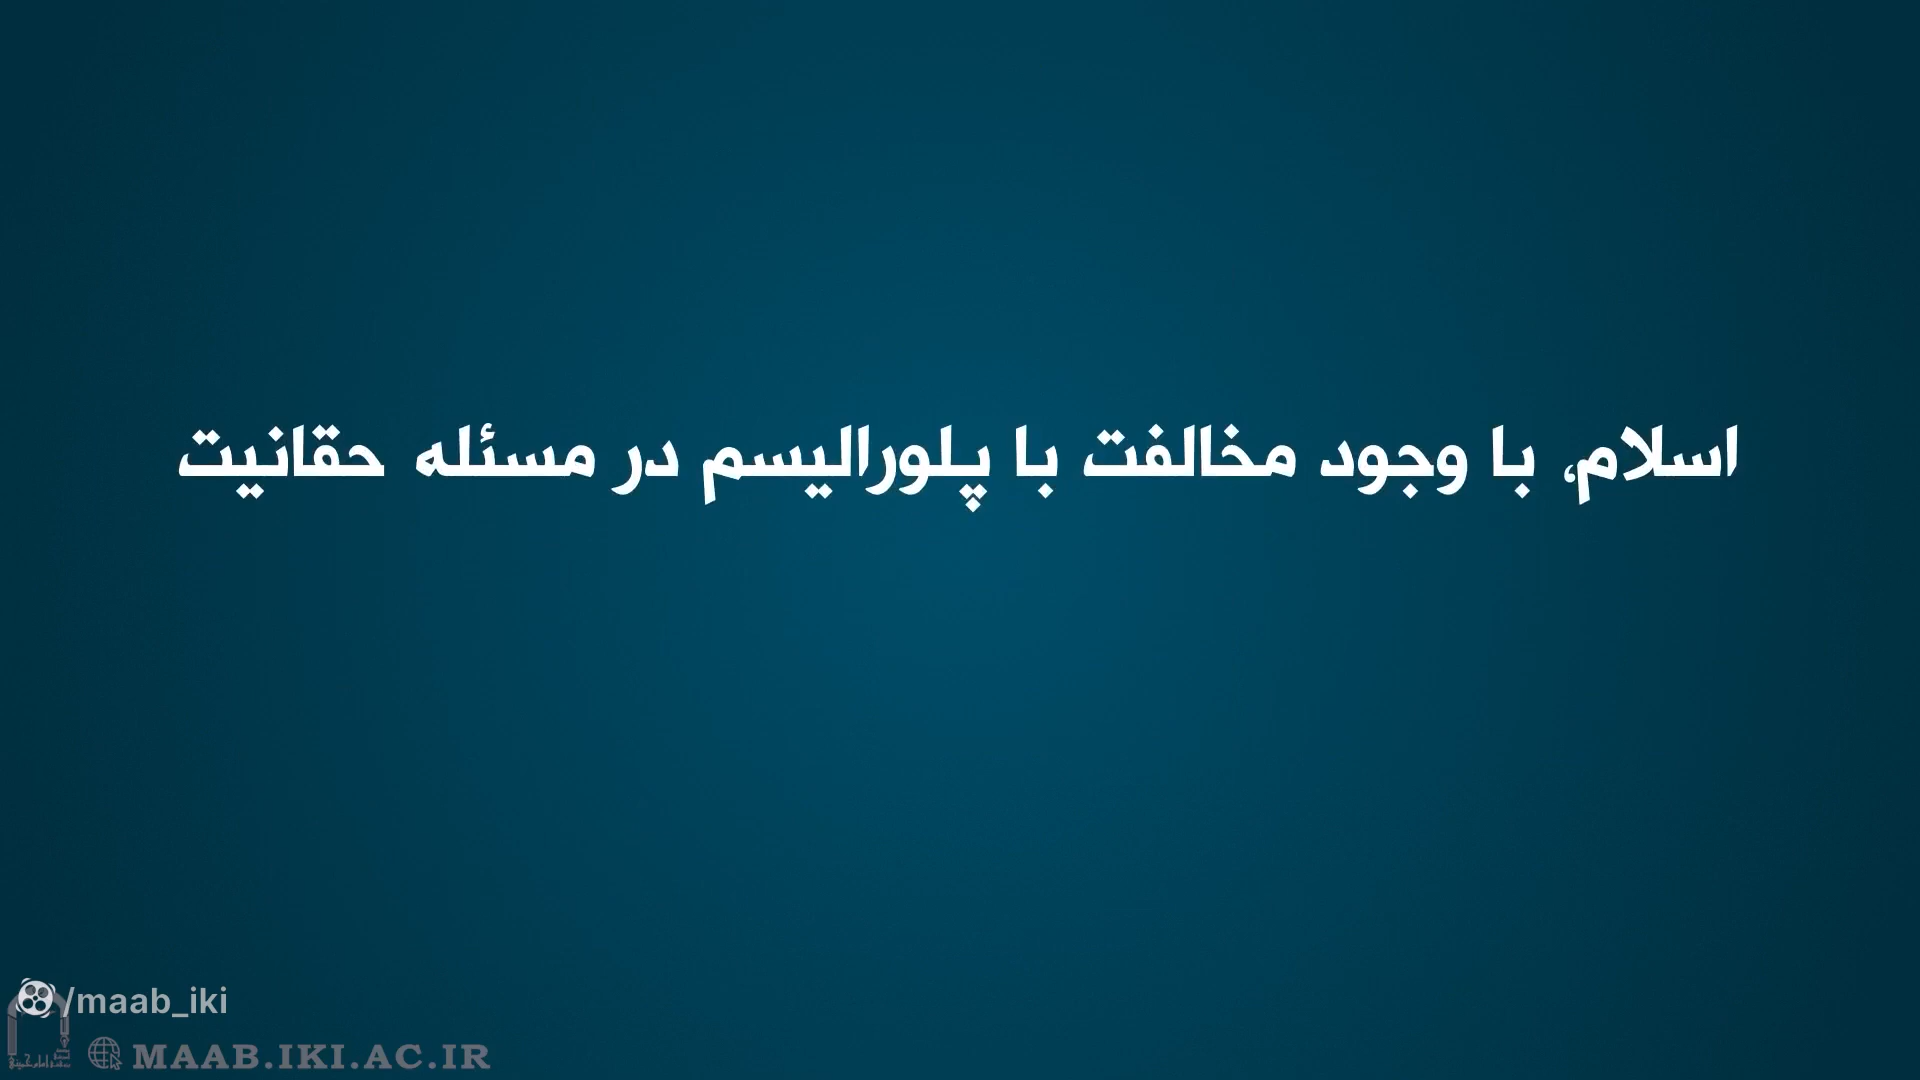 اسلام، با وجود مخالفت با پلورالیسم در مسئله حقانیت
/maab_iki
MAAB.IKI.AC.IR